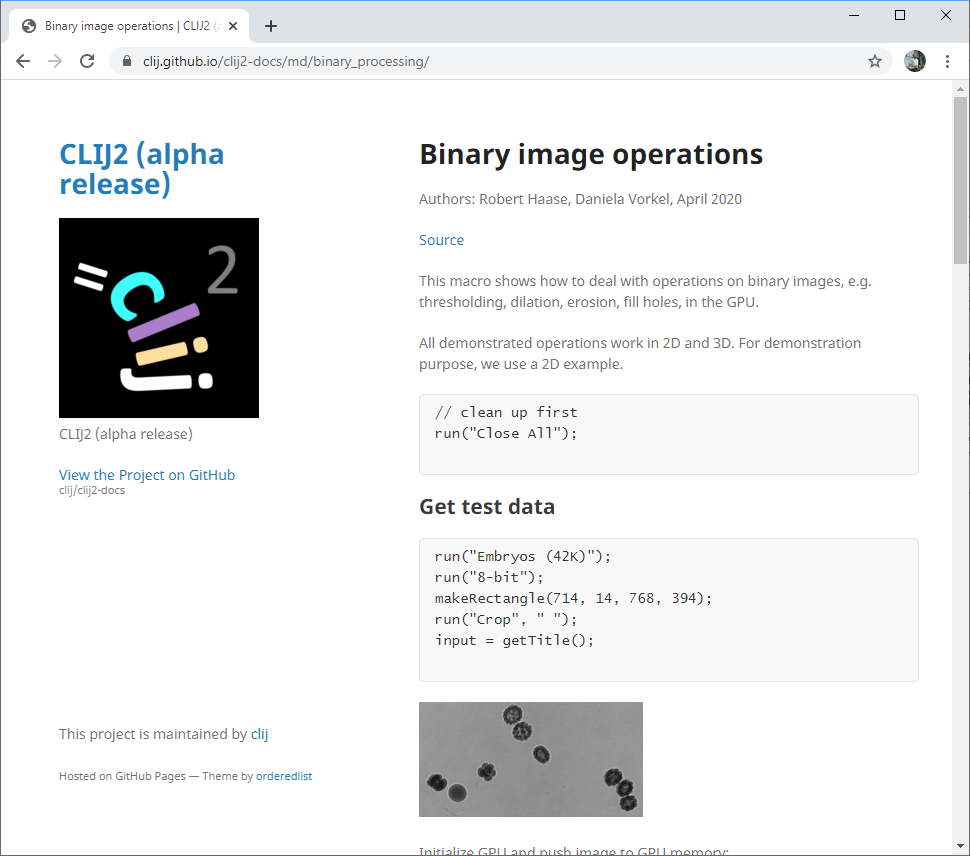 Binary image operations | CLIJ2 (
clij.github.io/clij2-docs/md/binary_processing/
CLIJ2 (alpha
release)
= clij 2
CLIJ2 (alpha release)
View the Project on GitHub
clij/clij2-docs
This project is maintained by clij
Hosted on GitHub Pages — Theme by orderedlist
Binary image operations
Authors: Robert Haase, Daniela Vorkel, April 2020
Source
This macro shows how to deal with operations on binary images, e.g.
thresholding, dilation, erosion, fill holes, in the GPU.
All demonstrated operations work in 2D and 3D. For demonstration
purpose, we use a 2D example.
// clean up first
run("Close All");
Get test data
run("Embryos (42K)");
run("8-bit");
makeRectangle(714, 14, 768, 394);
run("Crop", " ");
input = getTitle();
Initialize GPU and push image to GPU memory: